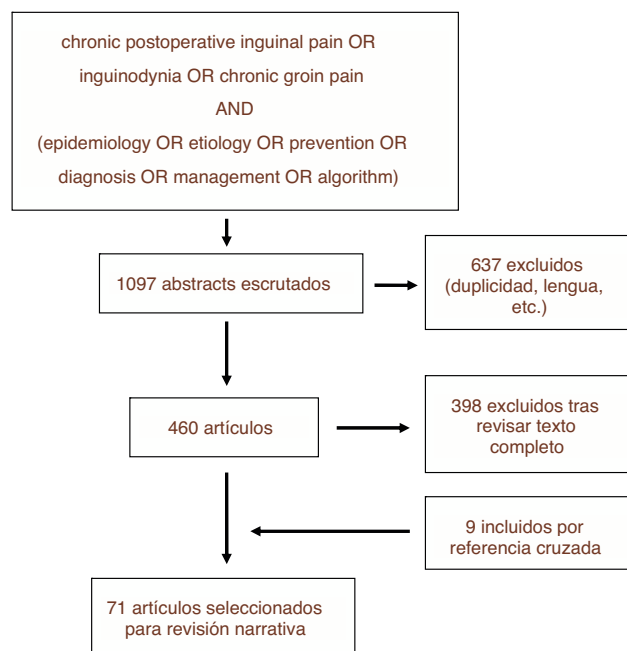 chronic postoperative inguinal pain OR
inguinodynia OR chronic groin pain
AND
(epidemiology OR etiology OR prevention OR
diagnosis OR management OR algorithm)
1097 abstracts escrutados
637 excluidos
(duplicidad, lengua,
etc.)
460 artículos
398 excluidos tras
revisar texto
completo
9 incluidos por
referencia cruzada
71 artículos seleccionados
para revisión narrativa